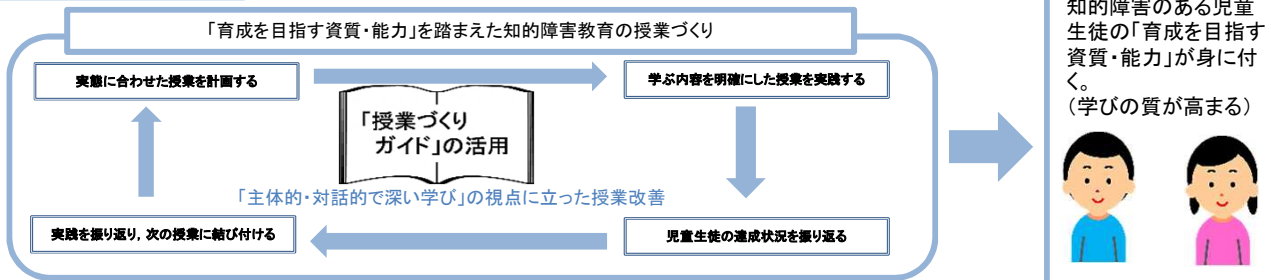 「育成を目指す資質・能力」を踏まえた知的障害教育の授業づくり
実態に合わせた授業を計画する
学ぶ内容を明確にした授業を実践する
「授業づくり
ガイド」の活用
「主体的・対話的で深い学び」の視点に立った授業改善
実践を振り返り，次の授業に結び付ける
児童生徒の達成状況を振り返る
知的障害のある児童
生徒の「育成を目指す
資質・能力」が身に付
く。
（学びの質が高まる）